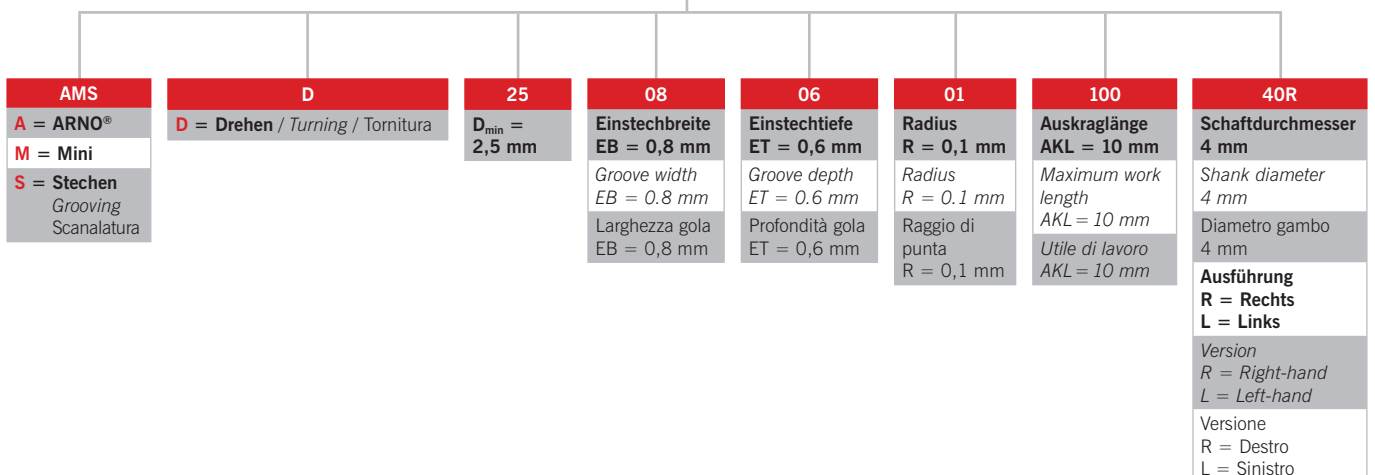 AMS
A = ARNO®
M = Mini
S = Stechen
Grooving
Scanalatura
D
D = Drehen / Turning / Tornitura
25
Dmin =
2,5 mm
08
Einstechbreite
EB = 0,8 mm
Groove width
EB = 0.8 mm
Larghezza gola
EB = 0,8 mm
06
Einstechtiefe
ET = 0,6 mm
Groove depth
ET = 0.6 mm
Profondità gola
ET = 0,6 mm
01
Radius
R = 0,1 mm
Radius
R = 0.1 mm
Raggio di
punta
R = 0,1 mm
100
Auskraglänge
AKL = 10 mm
Maximum work
length
AKL = 10 mm
Utile di lavoro
AKL = 10 mm
40R
Schaftdurchmesser
4 mm
Shank diameter
4 mm
Diametro gambo
4 mm
Ausführung
R = Rechts
L = Links
Version
R = Right-hand
L = Left-hand
Versione
R = Destro
L = Sinistro